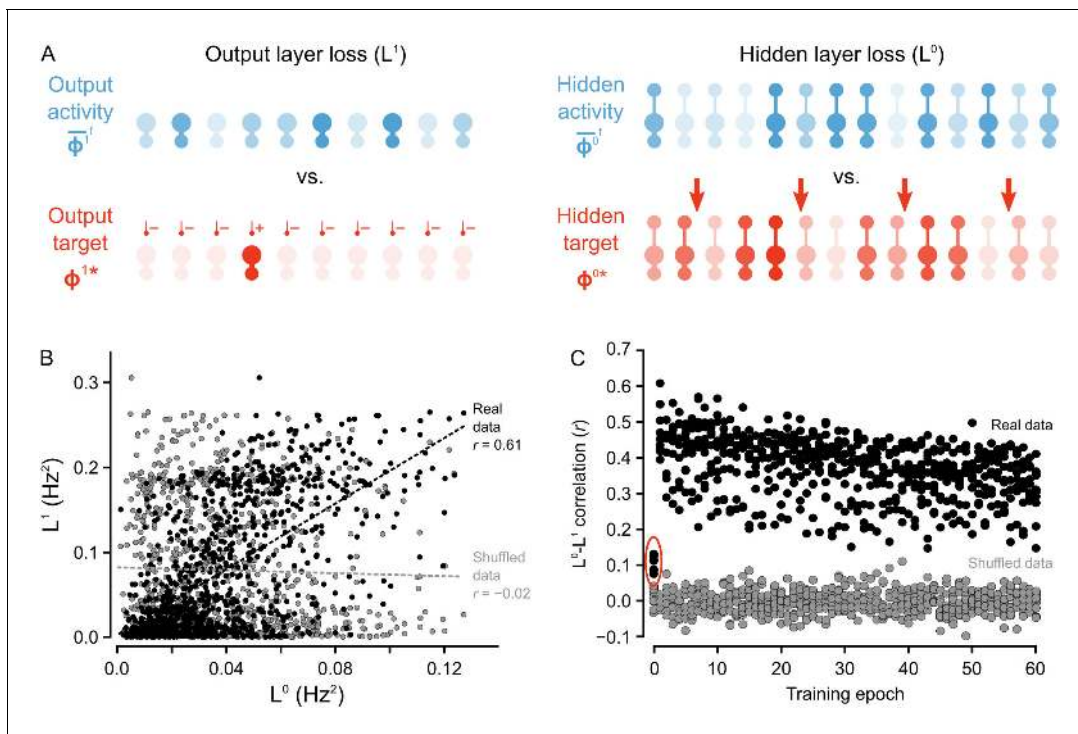 A
Output layer loss (L¹)
Hidden layer loss (L⁰)
Output
activity
ϕ¹ᶠ
Hidden
activity
ϕ⁰ᶠ
vs.
vs.
Output
target
ϕ¹*
– – – + – – – – – –
Hidden
target
ϕ⁰*
B
L¹ (Hz²)
0.3
0.2
0.1
0.0
0.0 0.04 0.08 0.12
L⁰ (Hz²)
Real
data
r = 0.61
Shuffled
data
r = −0.02
C
L⁰-L¹ correlation (r)
0.7
0.6
0.5
0.4
0.3
0.2
0.1
0.0
−0.1
0 10 20 30 40 50 60
Training epoch
Real data
Shuffled data